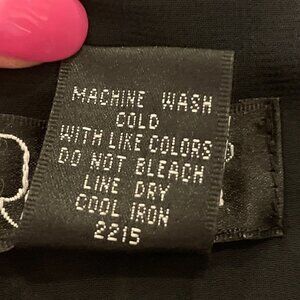 MACHINE WASH
COLD
WITH LIKE COLORS
DO NOT BLEACH
LINE DRY
COOL IRON
2215